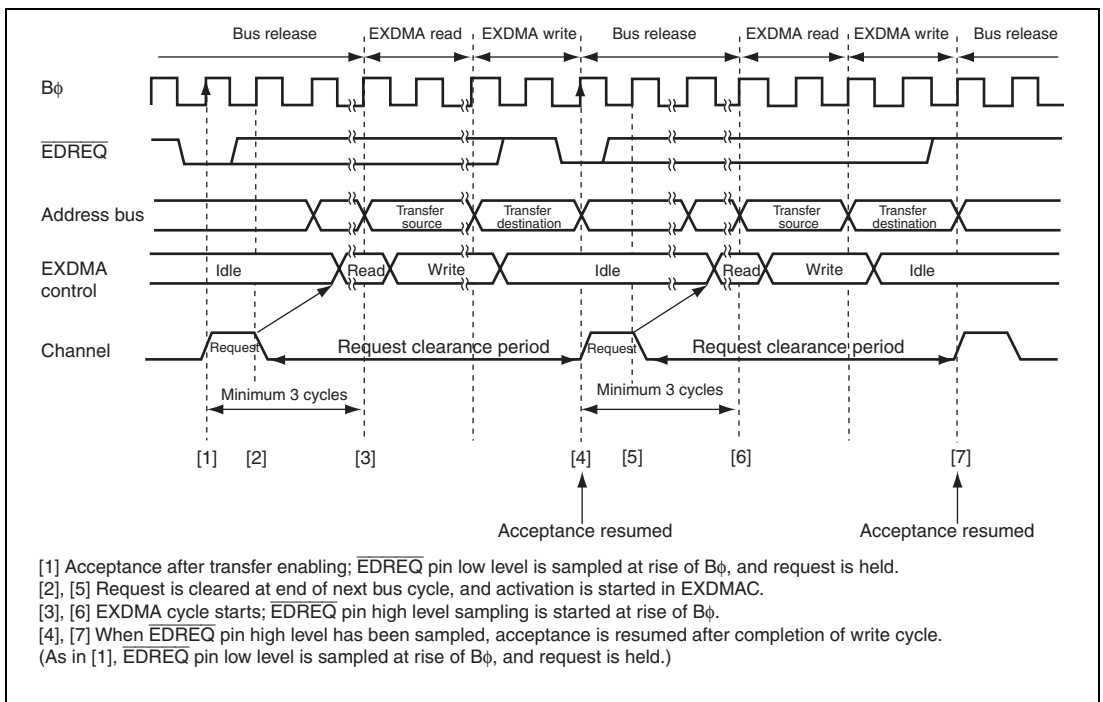 Bus release EXDMA read EXDMA write Bus release EXDMA read EXDMA write Bus release
Bϕ
EDREQ
Address bus
Transfer source
Transfer destination
Transfer source
Transfer destination
EXDMA control
Idle Read Write Idle Read Write Idle
Channel
Request Request clearance period Request Request clearance period
Minimum 3 cycles Minimum 3 cycles
[1] [2] [3] [4] [5] [6] [7]
Acceptance resumed Acceptance resumed
[1] Acceptance after transfer enabling; EDREQ pin low level is sampled at rise of Bϕ, and request is held.
[2], [5] Request is cleared at end of next bus cycle, and activation is started in EXDMAC.
[3], [6] EXDMA cycle starts; EDREQ pin high level sampling is started at rise of Bϕ.
[4], [7] When EDREQ pin high level has been sampled, acceptance is resumed after completion of write cycle.
(As in [1], EDREQ pin low level is sampled at rise of Bϕ, and request is held.)